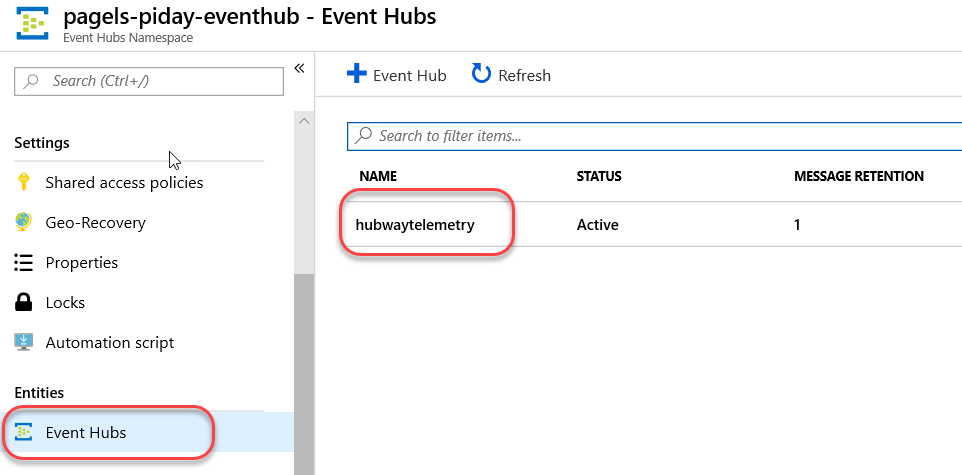 pagels-piday-eventhub - Event Hubs
Event Hubs Namespace
Search (Ctrl+/)
«
Event Hub
Refresh
Search to filter items...
Settings
Shared access policies
Geo-Recovery
Properties
Locks
Automation script
Entities
Event Hubs
NAME STATUS MESSAGE RETENTION
hubwaytelemetry Active 1